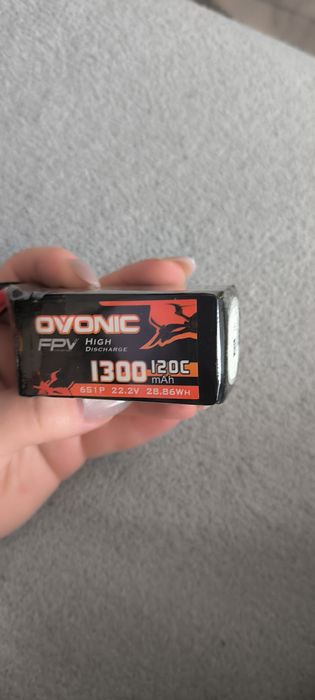 OVONIC
FPV HIGH DISCHARGE
1300 mAh 120C
6S1P 22.2V 28.86WH